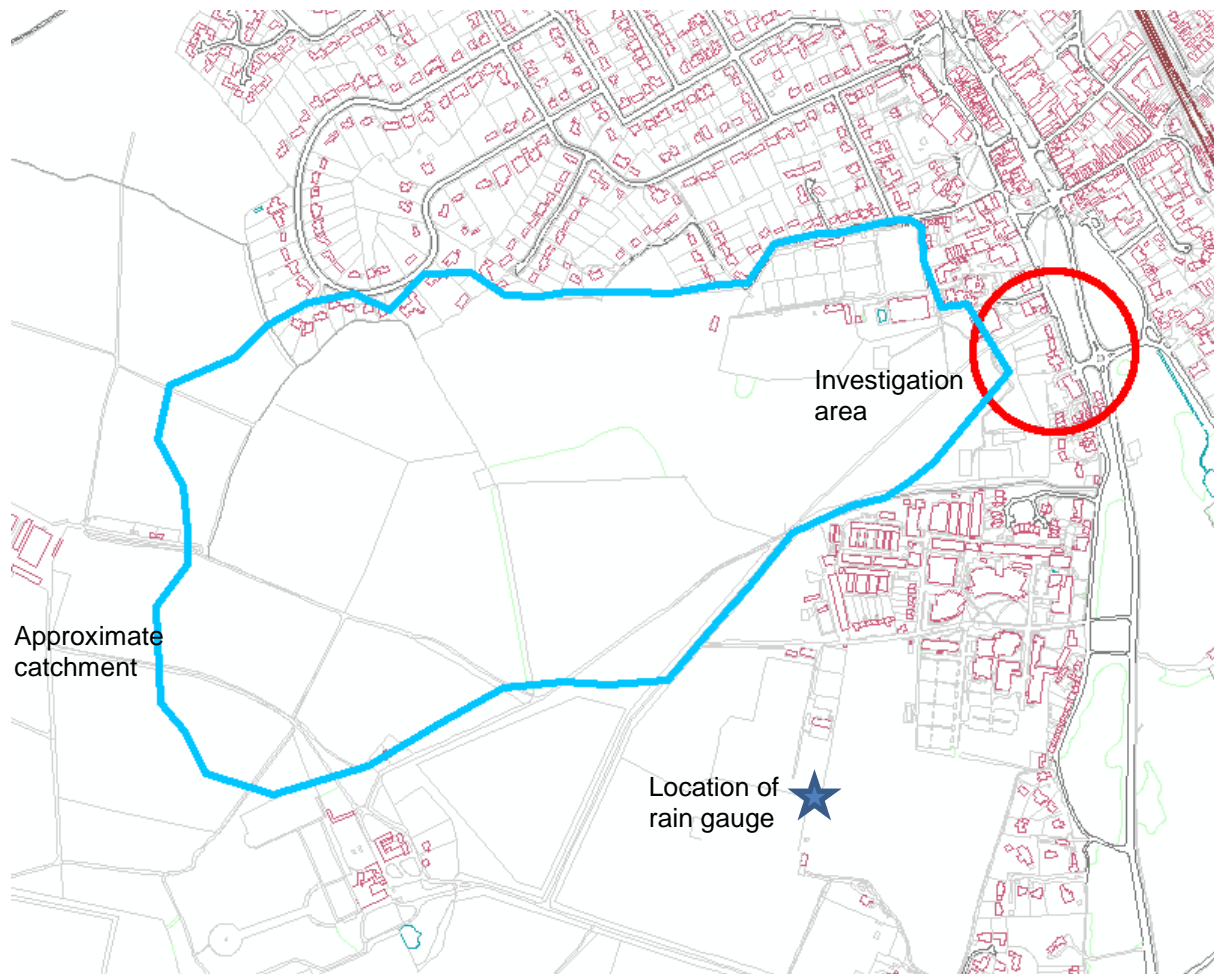 Investigation
area
Approximate
catchment
Location of
rain gauge